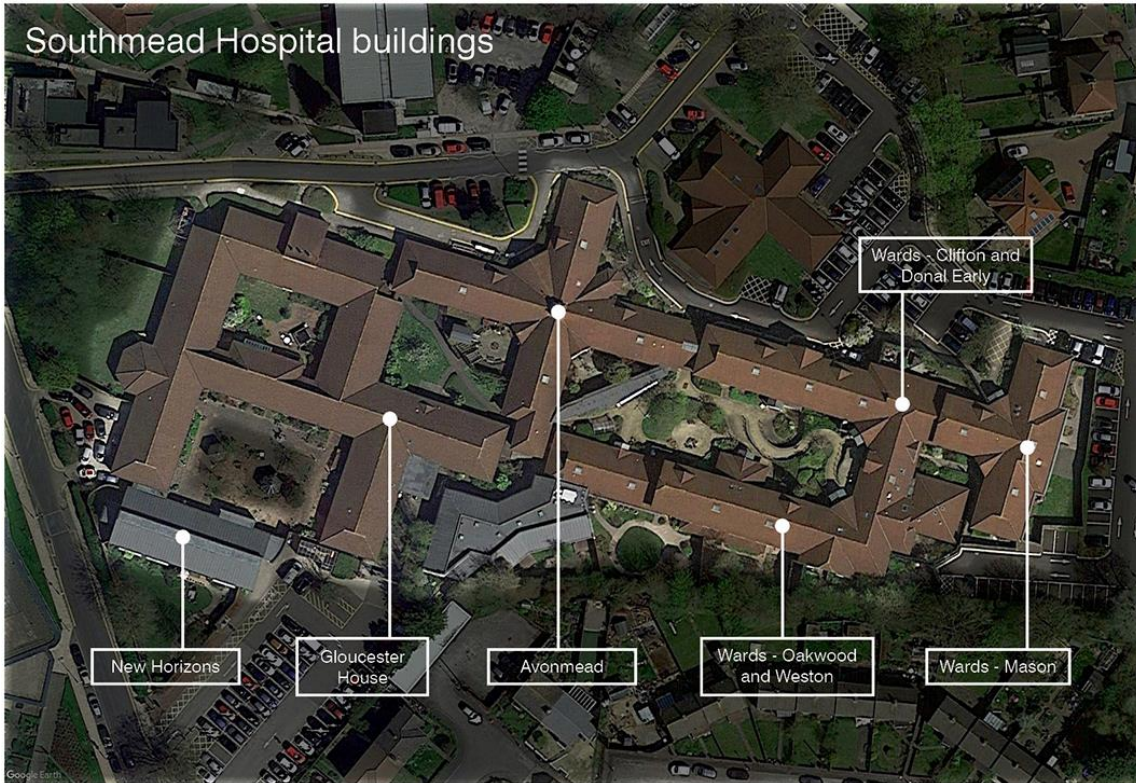 Southmead Hospital buildings
Wards - Clifton and
Donal Early
New Horizons
Gloucester
House
Avonmead
Wards - Oakwood
and Weston
Wards - Mason
Google Earth